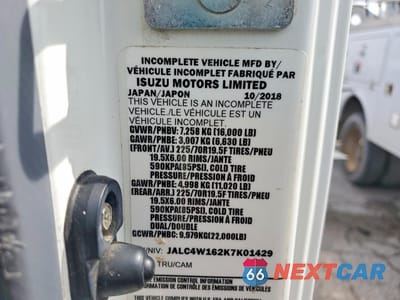 INCOMPLETE VEHICLE MFD BY/
VÉHICULE INCOMPLET FABRIQUÉ PAR
ISUZU MOTORS LIMITED
JAPAN/JAPON 10/2018
THIS VEHICLE IS AN INCOMPLETE
VEHICLE./LE VÉHICULE EST UN
VÉHICULE INCOMPLET
GVWR/PNBV: 7,258 KG (16,000 LB)
GAWR/PNBE: 3,007 KG (6,630 LB)
(FRONT/AV.) 225/70R19.5F TIRES/PNEU
19.5X6.00 RIMS/JANTE
590KPA(85PSI), COLD TIRE
PRESSURE/PRESSION À FROID
GAWR/PNBE: 4,998 KG (11,020 LB)
(REAR/ARR.) 225/70R19.5F TIRES/PNEU
19.5X6.00 RIMS/JANTE
590KPA(85PSI), COLD TIRE
PRESSURE/PRESSION À FROID
DUAL/DOUBLE
GCWR/PNBC: 9,979KG(22,000LB)
/NIV: JALC4W162K7K01429
TRU/CAM
EMISSION CONTROL INFORMATION
66 NEXTCAR